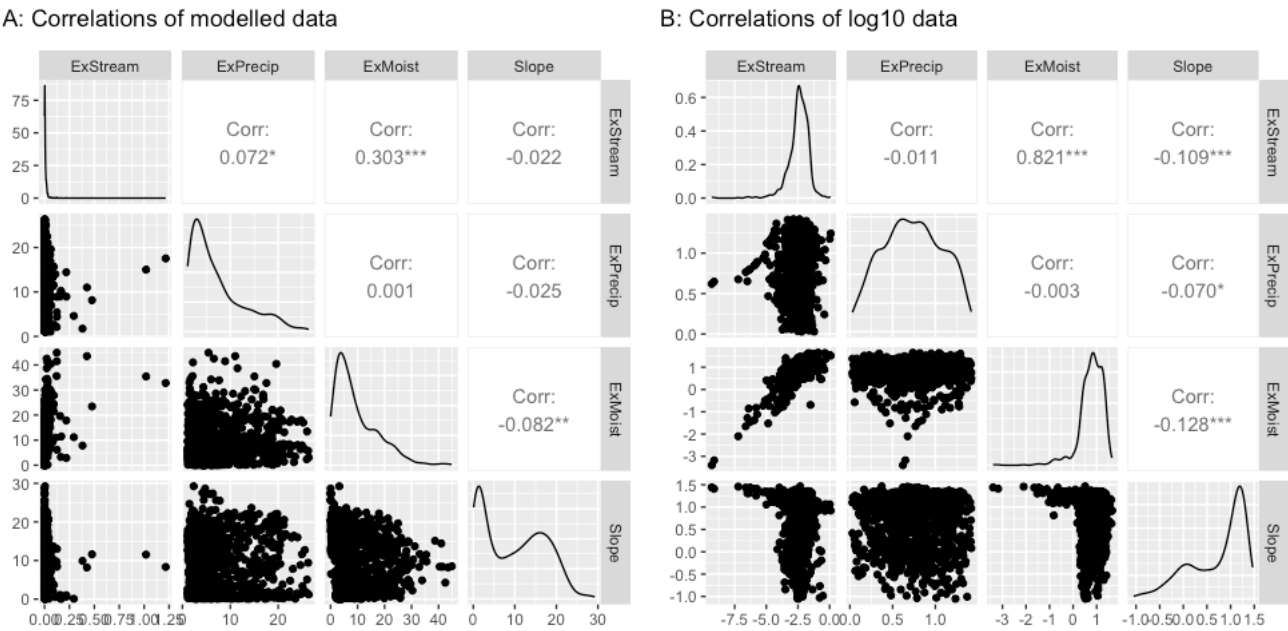 A: Correlations of modelled data
ExStream ExPrecip ExMoist Slope
75
50
25
0
Corr:
0.072*
Corr:
0.303***
Corr:
-0.022
ExStream
20
10
0
Corr:
0.001
Corr:
-0.025
ExPrecip
40
30
20
10
0
Corr:
-0.082**
ExMoist
30
20
10
0
Slope
0.00 0.25 0.50 0.75 1.00 1.25 0 10 20 0 10 20 30 40 0 10 20 30
B: Correlations of log10 data
ExStream ExPrecip ExMoist Slope
0.6
0.4
0.2
0.0
Corr:
-0.011
Corr:
0.821***
Corr:
-0.109***
ExStream
1.0
0.5
0.0
Corr:
-0.003
Corr:
-0.070*
ExPrecip
1
0
-1
-2
-3
Corr:
-0.128***
ExMoist
1.5
1.0
0.5
0.0
-0.5
-1.0
Slope
-7.5 -5.0 -2.5 0.0 0.0 0.5 1.0 -3 -2 -1 0 1 -1.0 -0.5 0.0 0.5 1.0 1.5